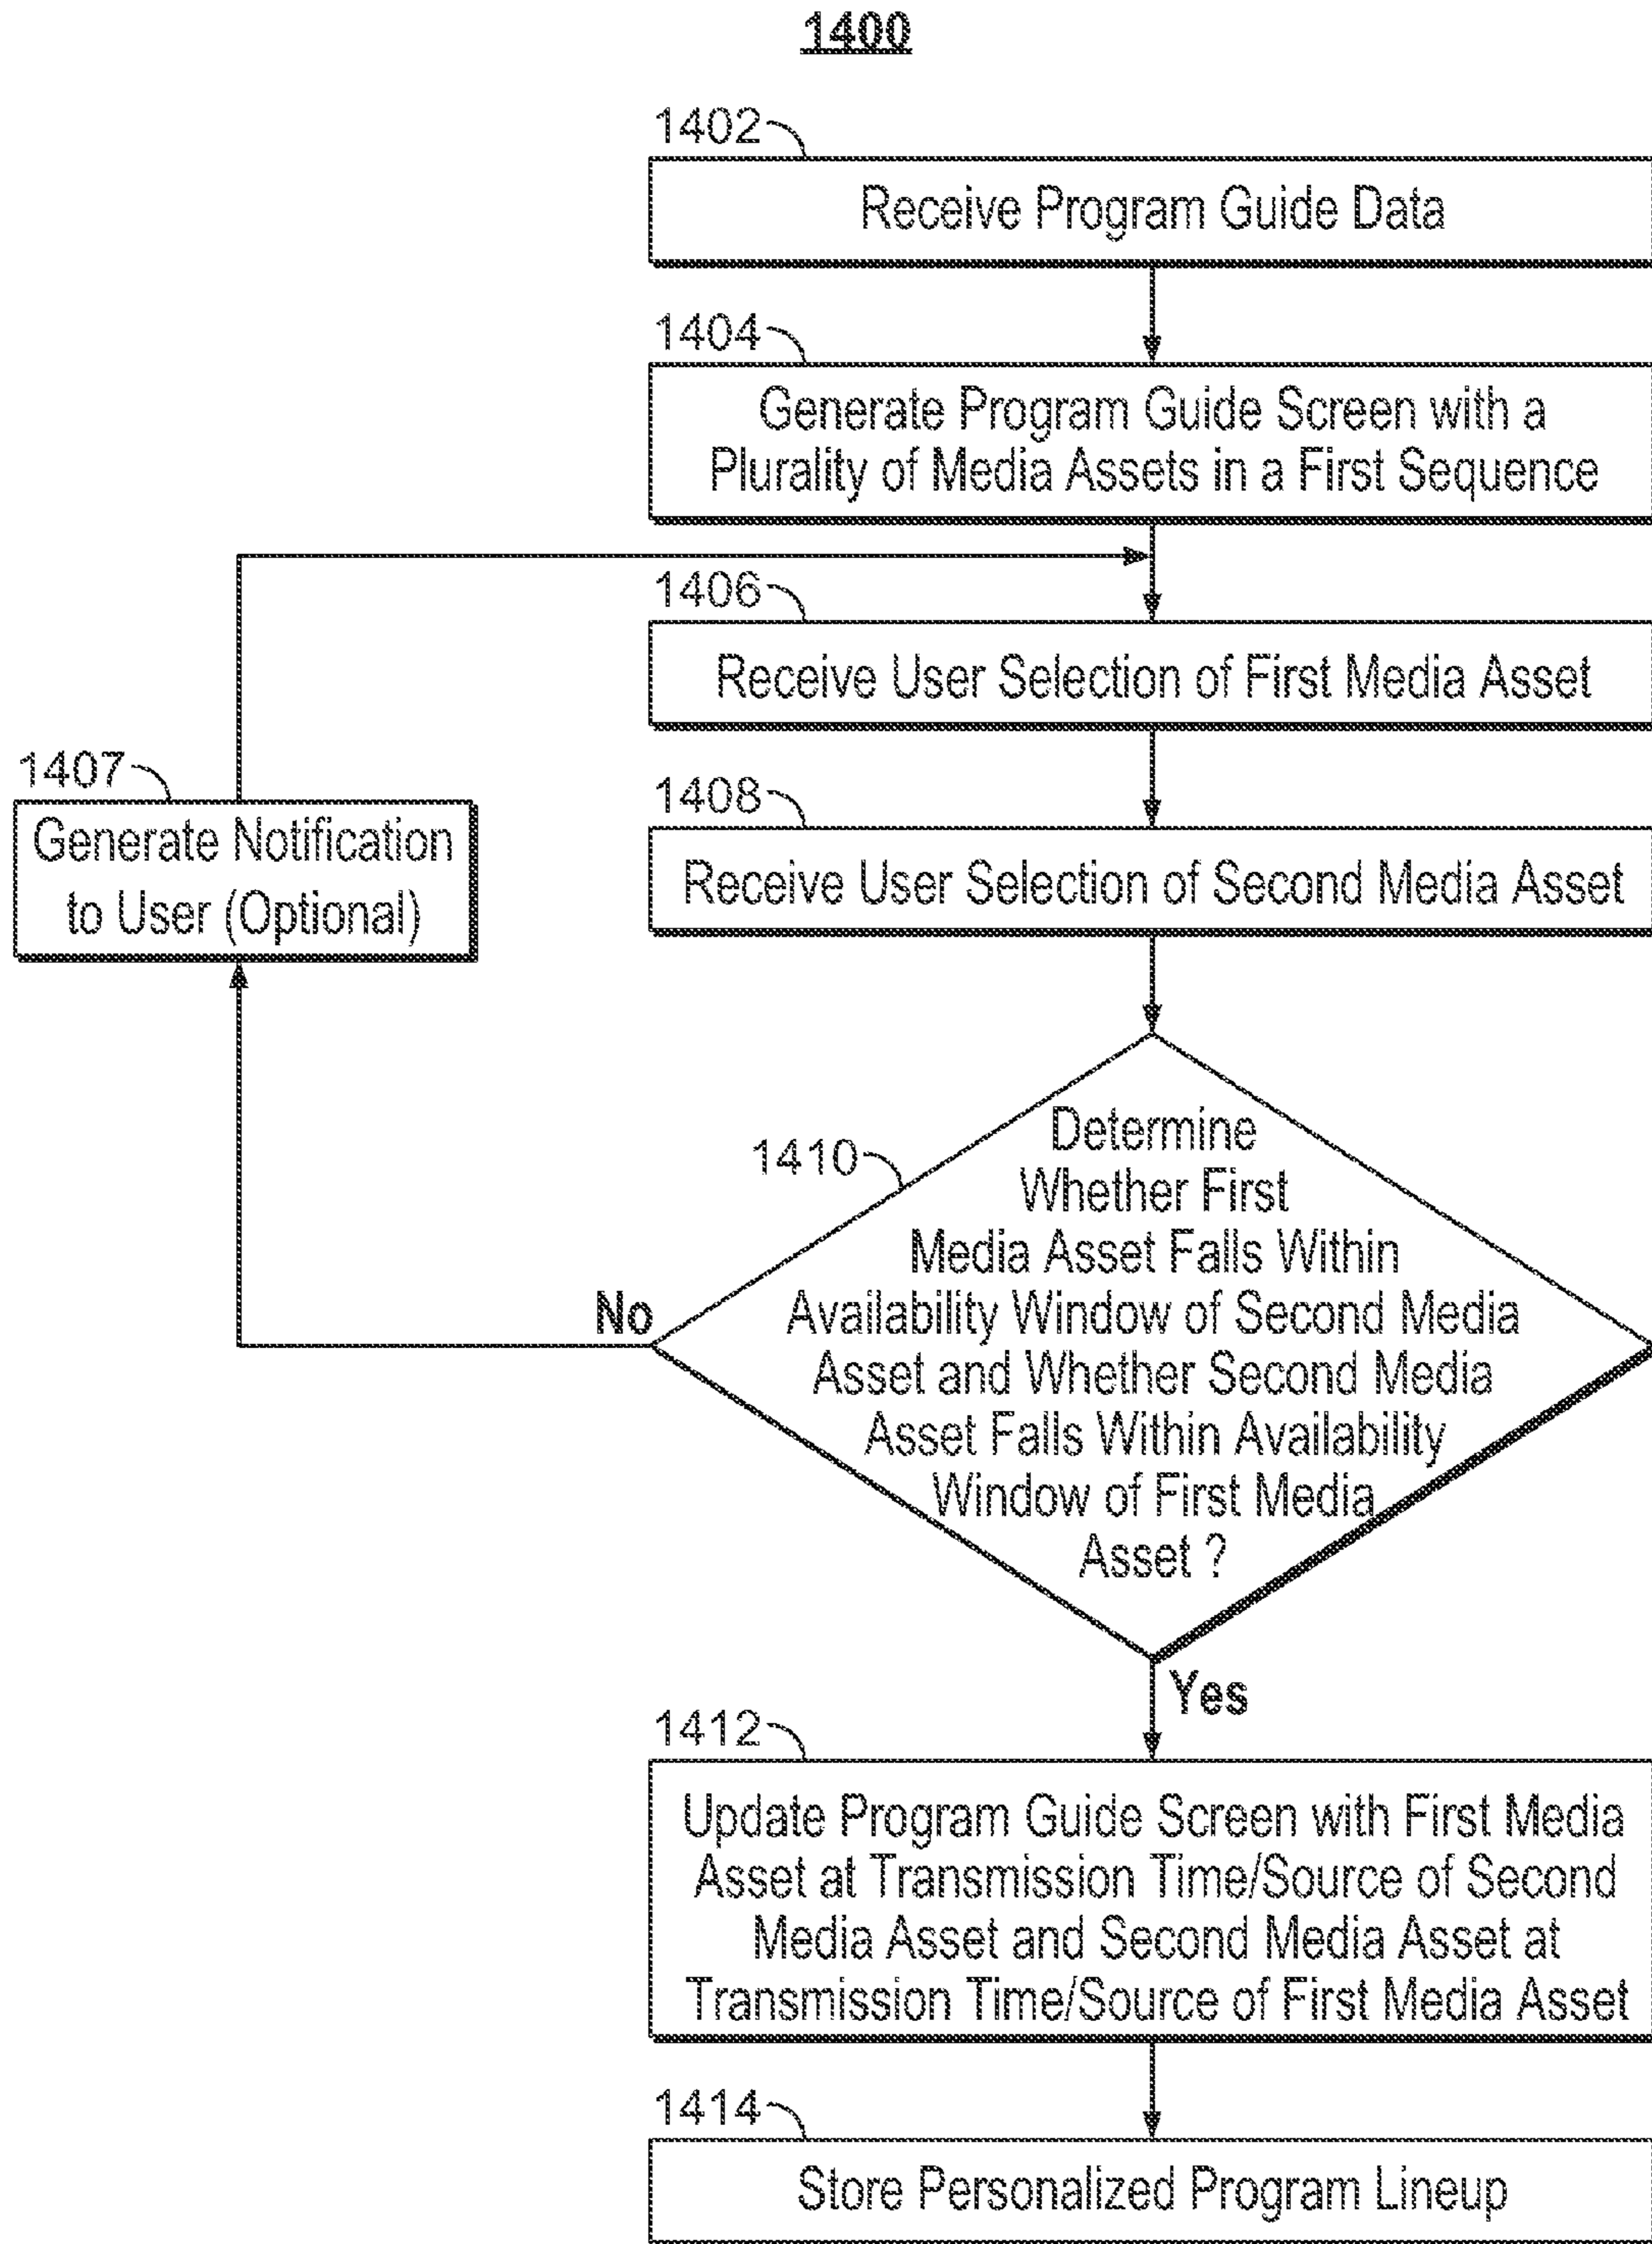 1400
1402
Receive Program Guide Data
1404
Generate Program Guide Screen with a
Plurality of Media Assets in a First Sequence
1406
Receive User Selection of First Media Asset
1407
Generate Notification
to User (Optional)
1408
Receive User Selection of Second Media Asset
1410
Determine
Whether First
Media Asset Falls Within
Availability Window of Second Media
Asset and Whether Second Media
Asset Falls Within Availability
Window of First Media
Asset ?
No
Yes
1412
Update Program Guide Screen with First Media
Asset at Transmission Time/Source of Second
Media Asset and Second Media Asset at
Transmission Time/Source of First Media Asset
1414
Store Personalized Program Lineup